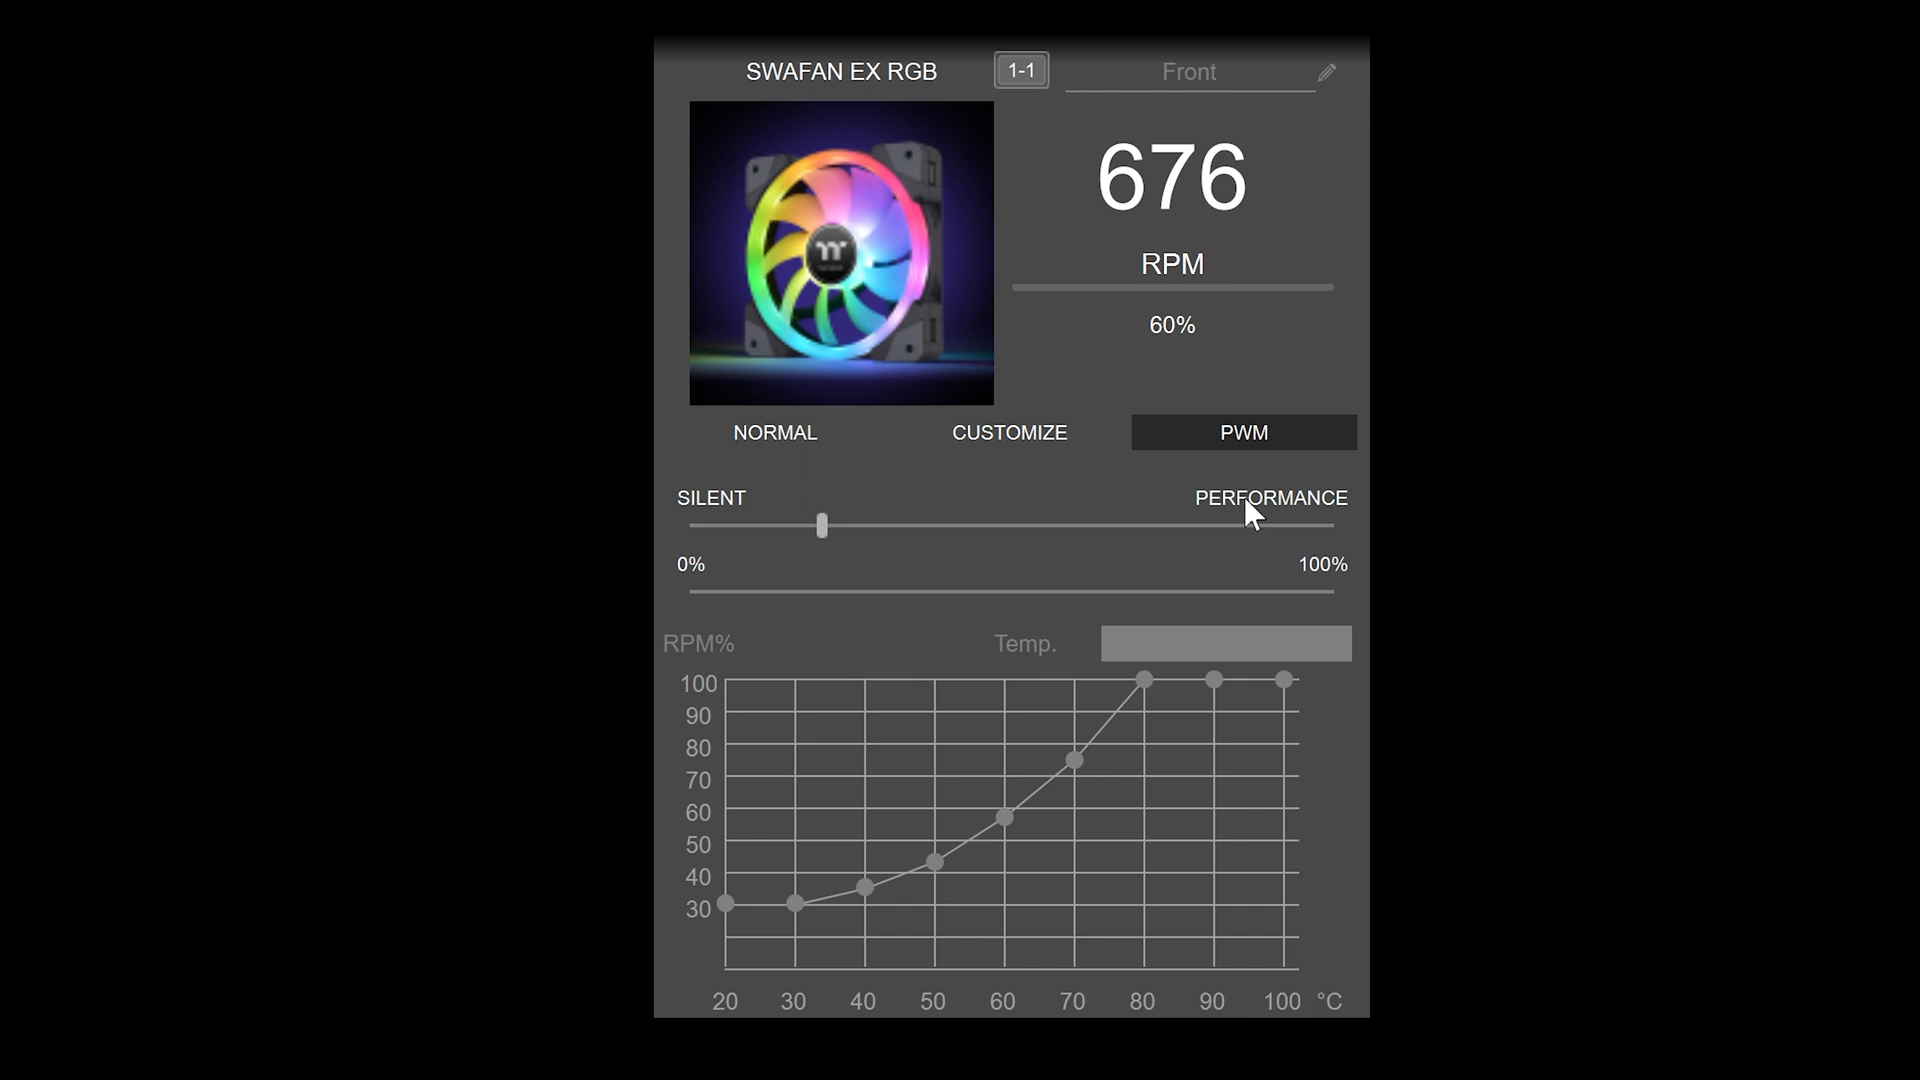 SWAFAN EX RGB 1-1 Front
676
RPM
60%
NORMAL CUSTOMIZE PWM
SILENT PERFORMANCE
0% 100%
RPM% Temp.
100
90
80
70
60
50
40
30
20 30 40 50 60 70 80 90 100 °C